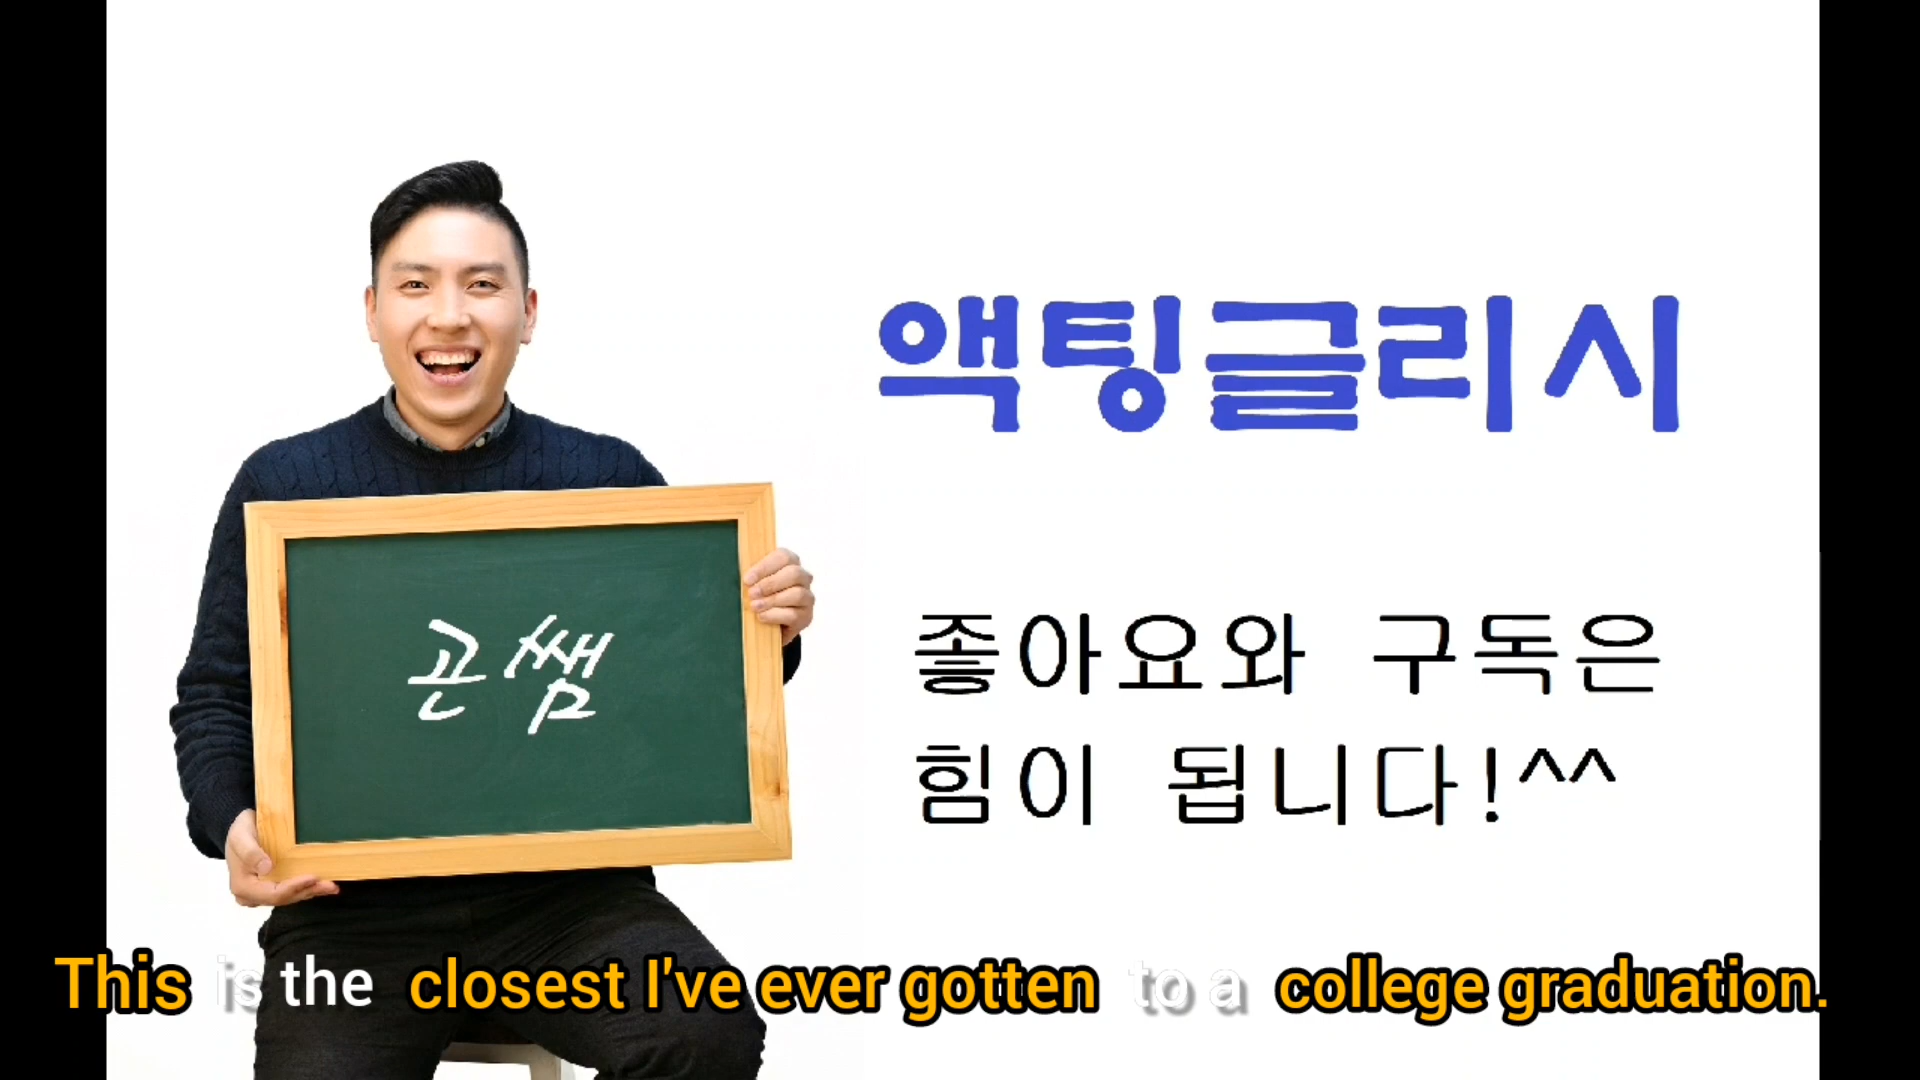 액팅글리시
곤쌤
좋아요와 구독은
힘이 됩니다!^^
This is the closest I've ever gotten to a college graduation.